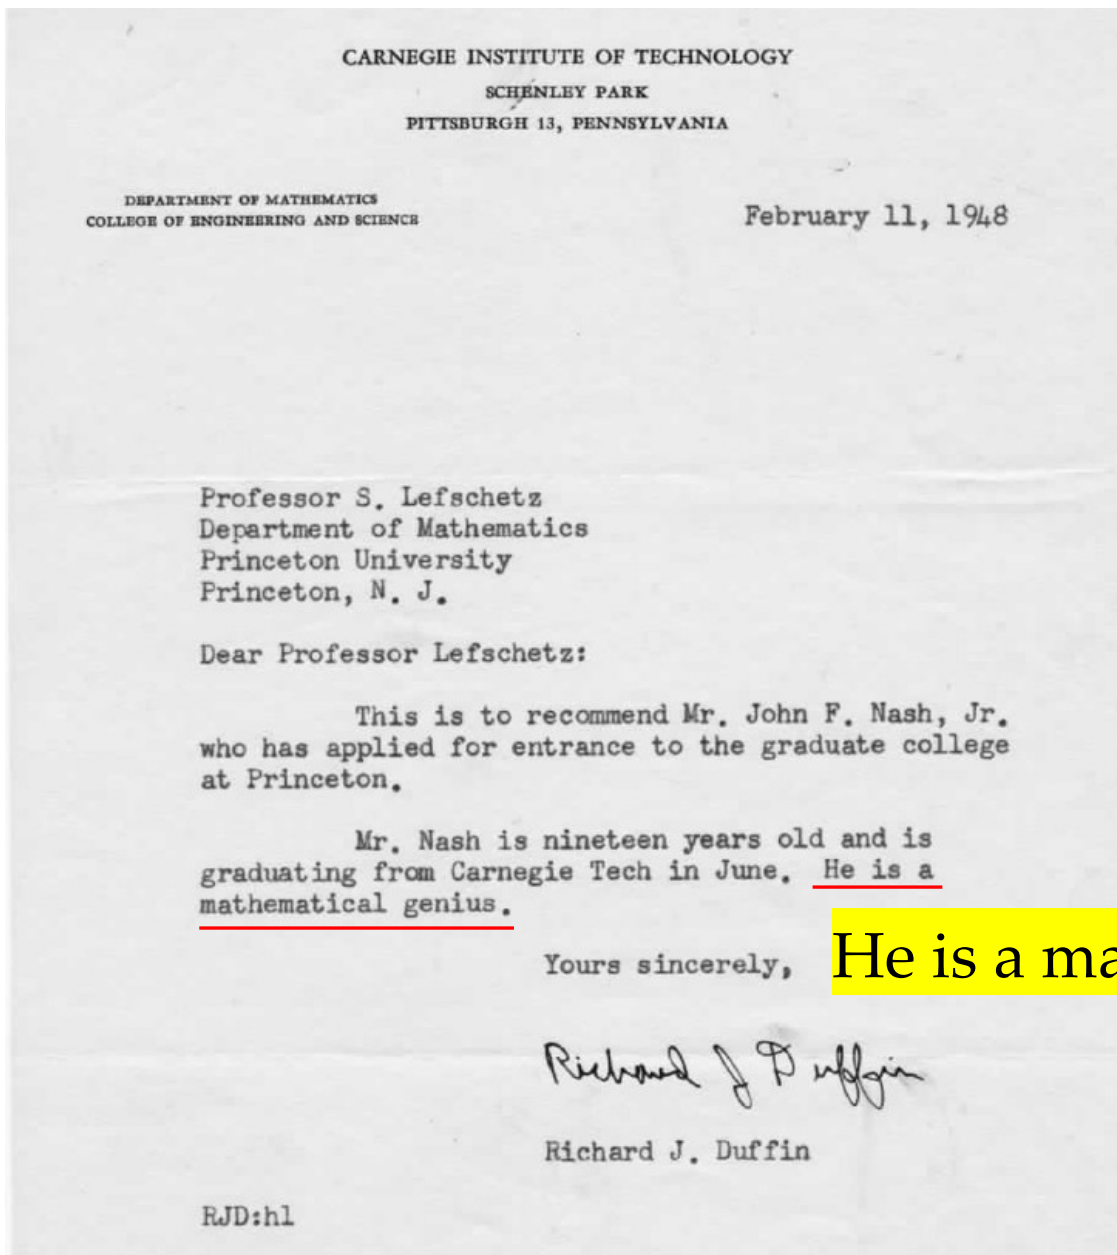 CARNEGIE INSTITUTE OF TECHNOLOGY
SCHENLEY PARK
PITTSBURGH 13, PENNSYLVANIA
DEPARTMENT OF MATHEMATICS
COLLEGE OF ENGINEERING AND SCIENCE
February 11, 1948
Professor S. Lefschetz
Department of Mathematics
Princeton University
Princeton, N. J.
Dear Professor Lefschetz:
This is to recommend Mr. John F. Nash, Jr.
who has applied for entrance to the graduate college
at Princeton.
Mr. Nash is nineteen years old and is
graduating from Carnegie Tech in June. He is a
mathematical genius.
Yours sincerely,
He is a ma
Richard J Duffin
Richard J. Duffin
RJD:hl